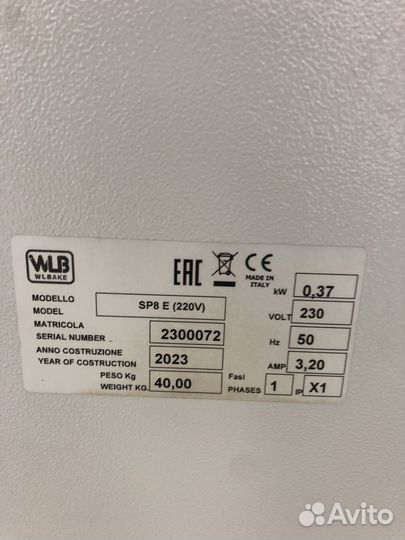 WLB
WLBAKE
EAC CE
MADE IN
ITALY
MODELLO
MODEL SP8 E (220V)
MATRICOLA
SERIAL NUMBER 2300072
ANNO COSTRUZIONE
YEAR OF COSTRUCTION 2023
PESO Kg
WEIGHT KG. 40,00
kW 0,37
VOLT 230
Hz 50
AMP 3,20
Fasi
PHASES 1 IP X1
Avito